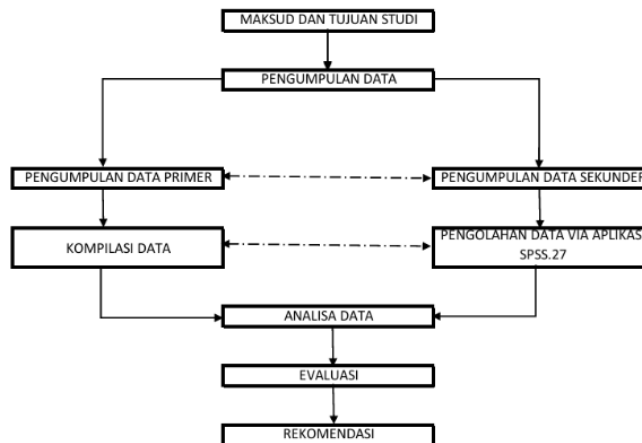 MAKSUD DAN TUJUAN STUDI
PENGUMPULAN DATA
PENGUMPULAN DATA PRIMER
PENGUMPULAN DATA SEKUNDER
KOMPILASI DATA
PENGOLAHAN DATA VIA APLIKAS
SPSS.27
ANALISA DATA
EVALUASI
REKOMENDASI